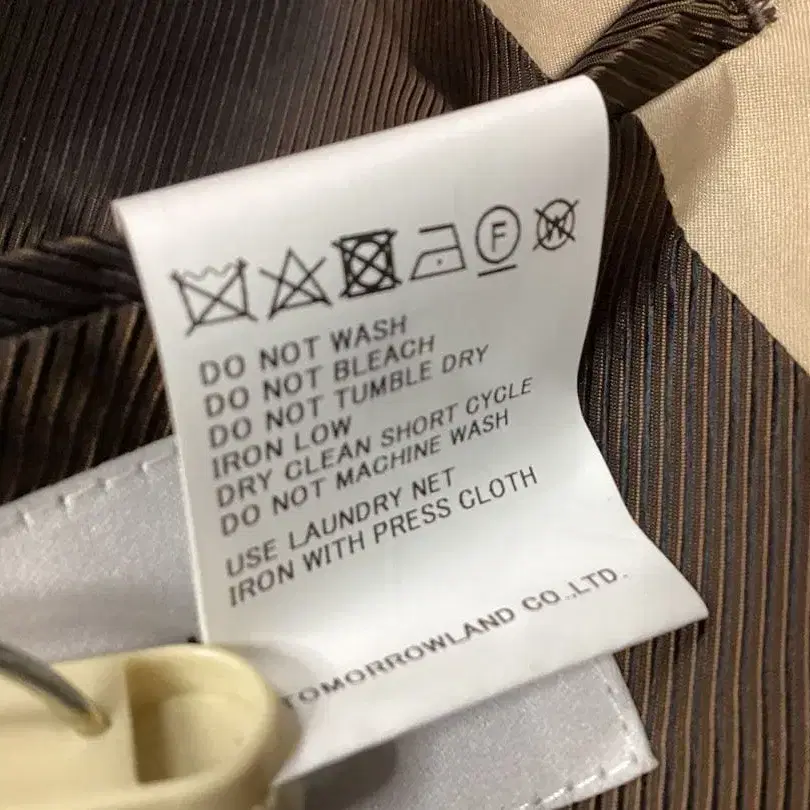 F W
DO NOT WASH
DO NOT BLEACH
DO NOT TUMBLE DRY
IRON LOW
DRY CLEAN SHORT CYCLE
DO NOT MACHINE WASH
USE LAUNDRY NET
IRON WITH PRESS CLOTH
TOMORROWLAND CO.,LTD.